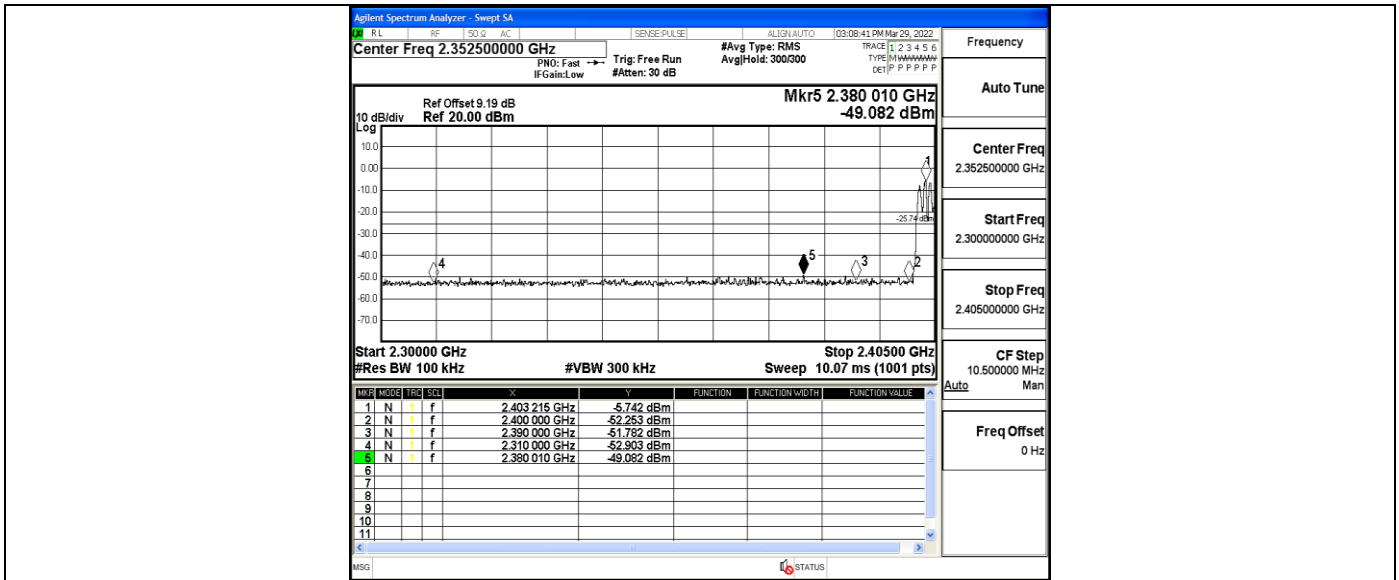 Agilent Spectrum Analyzer - Swept SA
RL RF 50 Ω AC SENSE:PULSE ALIGN AUTO 03:08:41 PM Mar 29, 2022
Center Freq 2.352500000 GHz
PNO: Fast
IFGain:Low
Trig: Free Run
#Atten: 30 dB
#Avg Type: RMS
Avg|Hold: 300/300
TRACE 1 2 3 4 5 6
TYPE MWWWWW
DET P P P P P P
Mkr5 2.380 010 GHz
-49.082 dBm
Ref Offset 9.19 dB
10 dB/div Ref 20.00 dBm
Log
10.0
0.00
-10.0
-20.0
-30.0
-40.0
-50.0
-60.0
-70.0
1
-25.74 dBm
4
5
3
2
Start 2.30000 GHz Stop 2.40500 GHz
#Res BW 100 kHz #VBW 300 kHz Sweep 10.07 ms (1001 pts)
MKR MODE TRC SCL X Y FUNCTION FUNCTION WIDTH FUNCTION VALUE
1 N 1 f 2.403 215 GHz -5.742 dBm
2 N 1 f 2.400 000 GHz -52.253 dBm
3 N 1 f 2.390 000 GHz -51.782 dBm
4 N 1 f 2.310 000 GHz -52.903 dBm
5 N 1 f 2.380 010 GHz -49.082 dBm
6
7
8
9
10
11
MSG STATUS
Frequency
Auto Tune
Center Freq
2.352500000 GHz
Start Freq
2.300000000 GHz
Stop Freq
2.405000000 GHz
CF Step
10.500000 MHz
Auto Man
Freq Offset
0 Hz